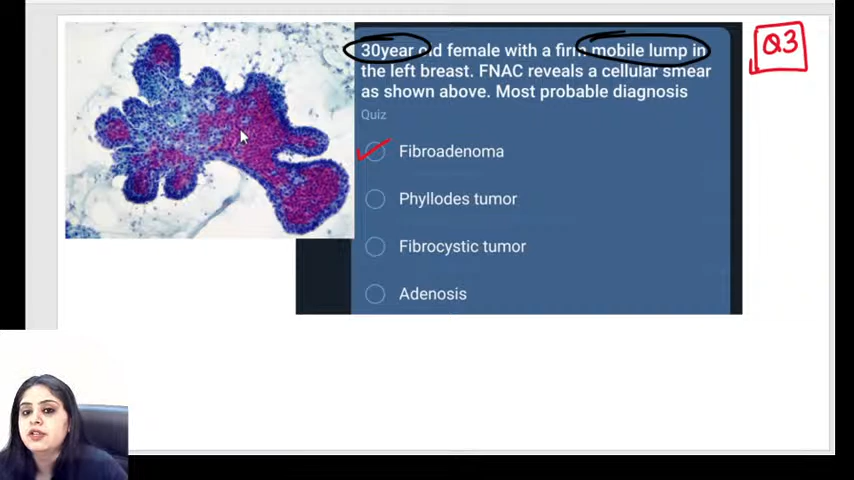 30year old female with a firm mobile lump in
the left breast. FNAC reveals a cellular smear
as shown above. Most probable diagnosis
Quiz
Fibroadenoma
Phyllodes tumor
Fibrocystic tumor
Adenosis
Q3